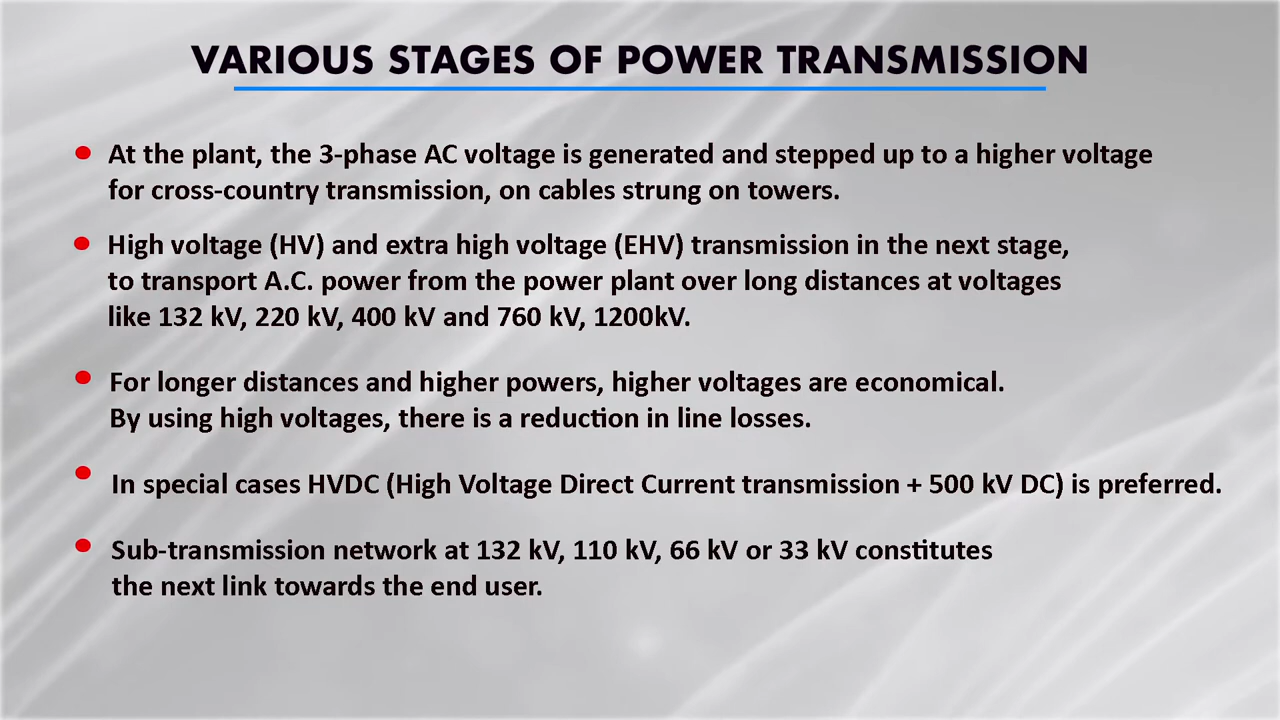 VARIOUS STAGES OF POWER TRANSMISSION
At the plant, the 3-phase AC voltage is generated and stepped up to a higher voltage
for cross-country transmission, on cables strung on towers.
High voltage (HV) and extra high voltage (EHV) transmission in the next stage,
to transport A.C. power from the power plant over long distances at voltages
like 132 kV, 220 kV, 400 kV and 760 kV, 1200kV.
For longer distances and higher powers, higher voltages are economical.
By using high voltages, there is a reduction in line losses.
In special cases HVDC (High Voltage Direct Current transmission + 500 kV DC) is preferred.
Sub-transmission network at 132 kV, 110 kV, 66 kV or 33 kV constitutes
the next link towards the end user.